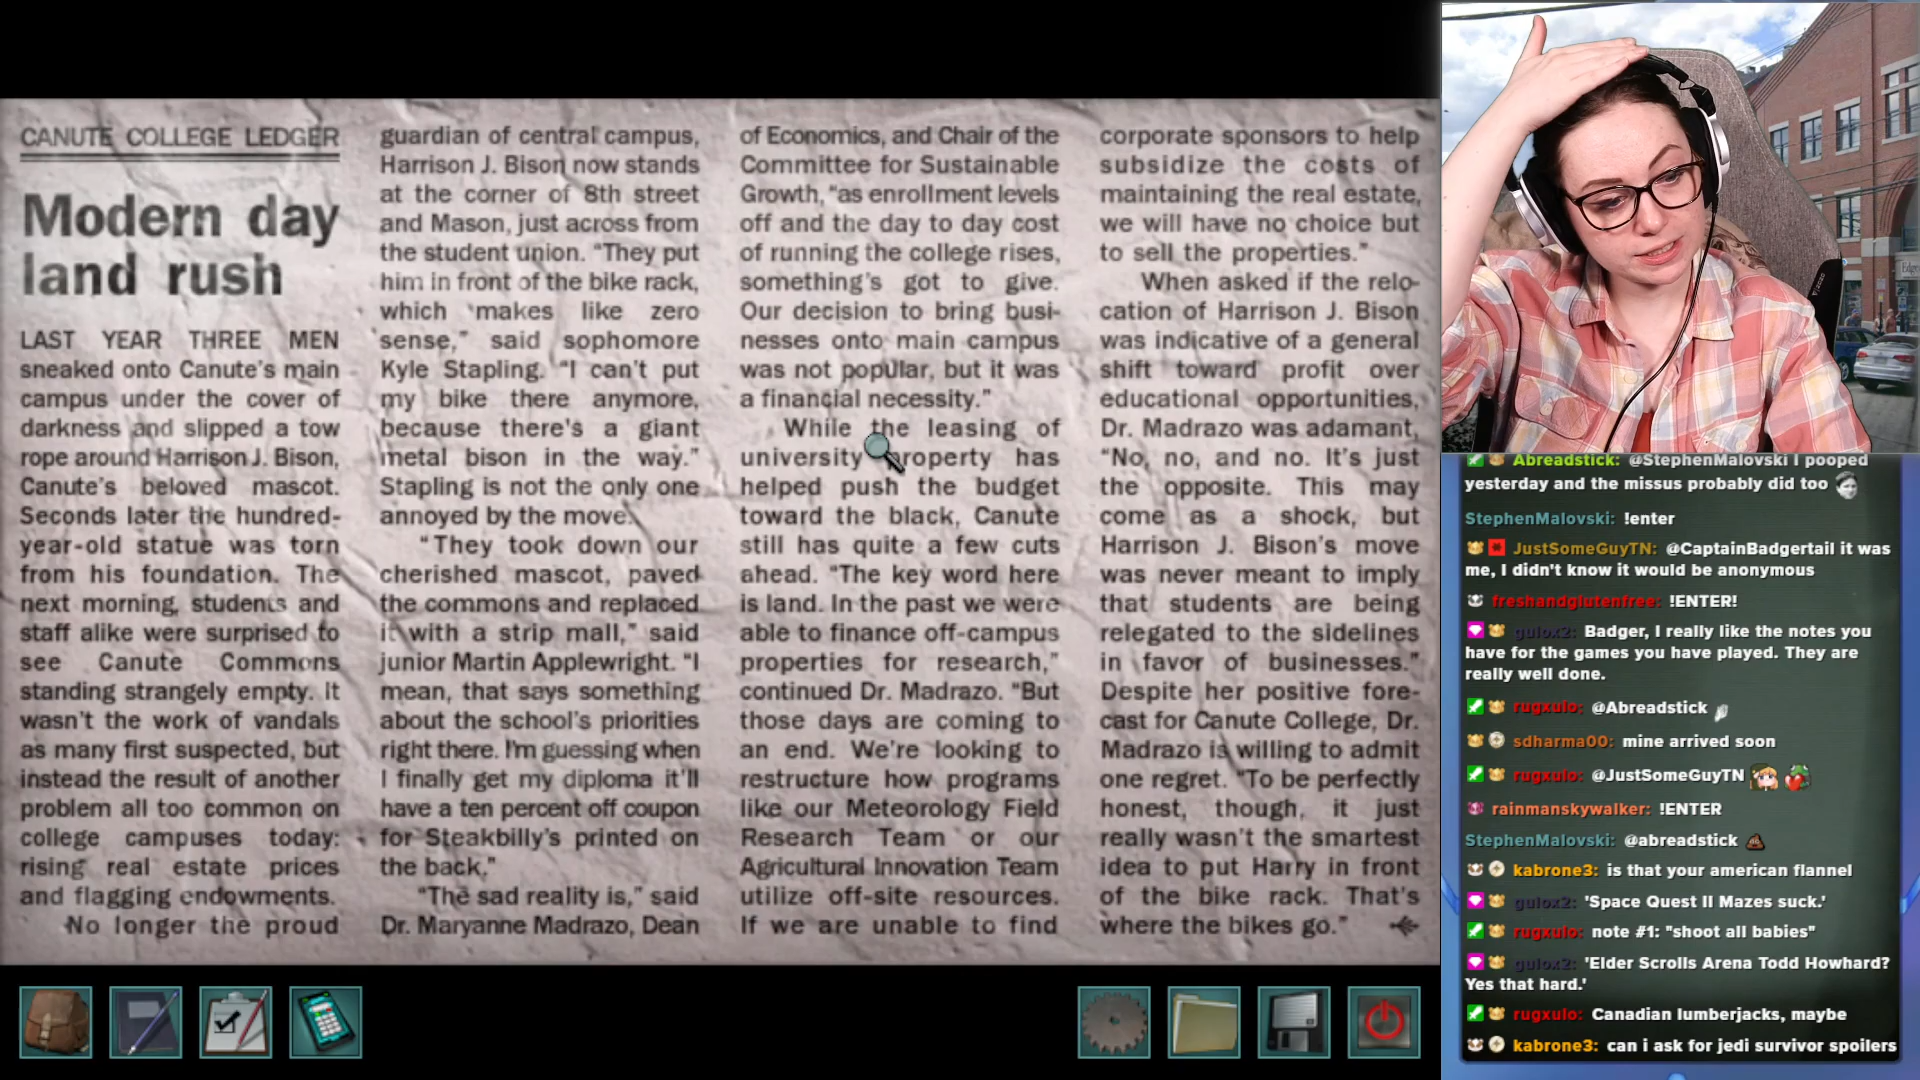 CANUTE COLLEGE LEDGER
Modern day
land rush
LAST YEAR THREE MEN
sneaked onto Canute's main
campus under the cover of
darkness and slipped a tow
rope around Harrison J. Bison,
Canute's beloved mascot.
Seconds later the hundred-
year-old statue was torn
from his foundation. The
next morning, students and
staff alike were surprised to
see Canute Commons
standing strangely empty. It
wasn't the work of vandals
as many first suspected, but
instead the result of another
problem all too common on
college campuses today:
rising real estate prices
and flagging endowments.
No longer the proud
guardian of central campus,
Harrison J. Bison now stands
at the corner of 8th street
and Mason, just across from
the student union. "They put
him in front of the bike rack,
which makes like zero
sense," said sophomore
Kyle Stapling. "I can't put
my bike there anymore,
because there's a giant
metal bison in the way."
Stapling is not the only one
annoyed by the move.
"They took down our
cherished mascot, paved
the commons and replaced
it with a strip mall," said
junior Martin Applewright. "I
mean, that says something
about the school's priorities
right there. I'm guessing when
I finally get my diploma it'll
have a ten percent off coupon
for Steakbilly's printed on
the back."
"The sad reality is," said
Dr. Maryanne Madrazo, Dean
of Economics, and Chair of the
Committee for Sustainable
Growth, "as enrollment levels
off and the day to day cost
of running the college rises,
something's got to give.
Our decision to bring busi-
nesses onto main campus
was not popular, but it was
a financial necessity."
While the leasing of
university property has
helped push the budget
toward the black, Canute
still has quite a few cuts
ahead. "The key word here
is land. In the past we were
able to finance off-campus
properties for research,"
continued Dr. Madrazo. "But
those days are coming to
an end. We're looking to
restructure how programs
like our Meteorology Field
Research Team or our
Agricultural Innovation Team
utilize off-site resources.
If we are unable to find
corporate sponsors to help
subsidize the costs of
maintaining the real estate,
we will have no choice but
to sell the properties."
When asked if the relo-
cation of Harrison J. Bison
was indicative of a general
shift toward profit over
educational opportunities,
Dr. Madrazo was adamant,
"No, no, and no. It's just
the opposite. This may
come as a shock, but
Harrison J. Bison's move
was never meant to imply
that students are being
relegated to the sidelines
in favor of businesses."
Despite her positive fore-
cast for Canute College, Dr.
Madrazo is willing to admit
one regret. "To be perfectly
honest, though, it just
really wasn't the smartest
idea to put Harry in front
of the bike rack. That's
where the bikes go."
Abreadstick: @StephenMalovski I pooped
yesterday and the missus probably did too
StephenMalovski: !enter
JustSomeGuyTN: @CaptainBadgertail it was
me, I didn't know it would be anonymous
freshandglutenfree: !ENTER!
gulox2: Badger, I really like the notes you
have for the games you have played. They are
really well done.
rugxulo: @Abreadstick
sdharma00: mine arrived soon
rugxulo: @JustSomeGuyTN
rainmanskywalker: !ENTER
StephenMalovski: @abreadstick
kabrone3: is that your american flannel
gulox2: 'Space Quest II Mazes suck.'
rugxulo: note #1: "shoot all babies"
gulox2: 'Elder Scrolls Arena Todd Howhard?
Yes that hard.'
rugxulo: Canadian lumberjacks, maybe
kabrone3: can i ask for jedi survivor spoilers